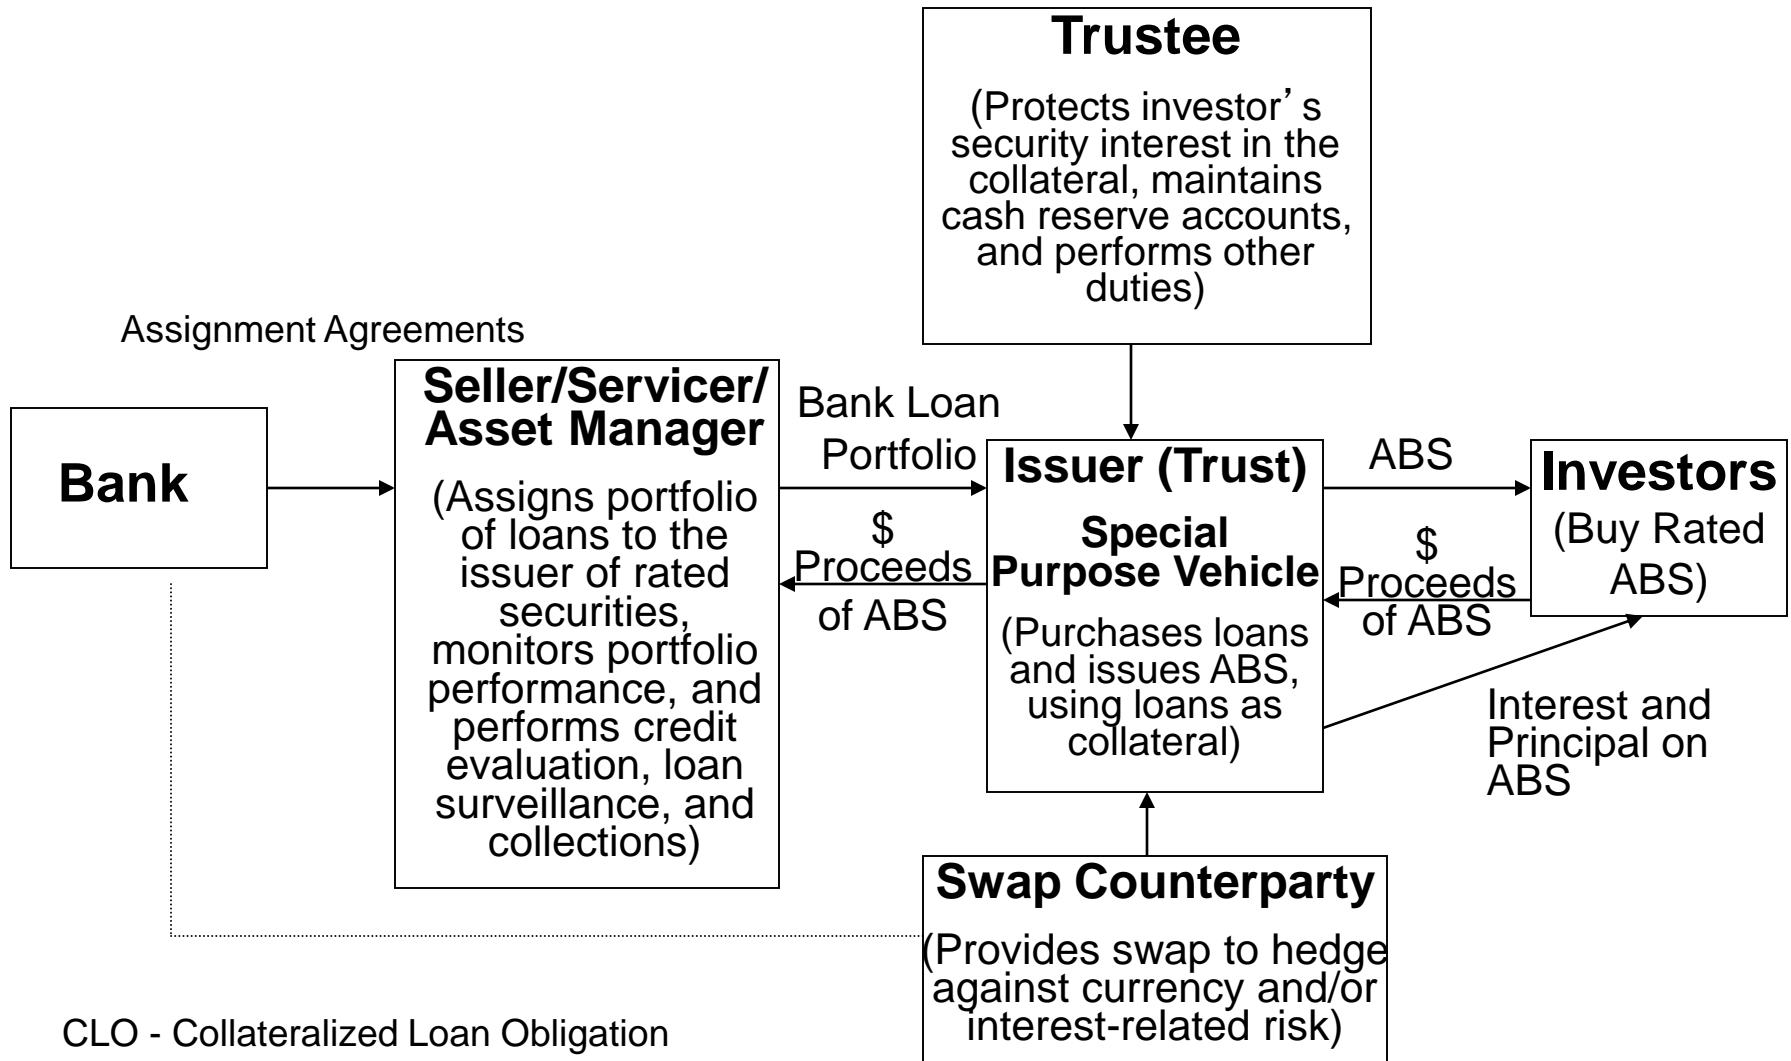 Trustee
(Protects investor’s
security interest in the
collateral, maintains
cash reserve accounts,
and performs other
duties)
Assignment Agreements
Bank
Seller/Servicer/
Asset Manager
(Assigns portfolio
of loans to the
issuer of rated
securities,
monitors portfolio
performance, and
performs credit
evaluation, loan
surveillance, and
collections)
Bank Loan
Portfolio
$
Proceeds
of ABS
Issuer (Trust)
Special
Purpose Vehicle
(Purchases loans
and issues ABS,
using loans as
collateral)
ABS
$
Proceeds
of ABS
Investors
(Buy Rated
ABS)
Interest and
Principal on
ABS
Swap Counterparty
(Provides swap to hedge
against currency and/or
interest-related risk)
CLO - Collateralized Loan Obligation